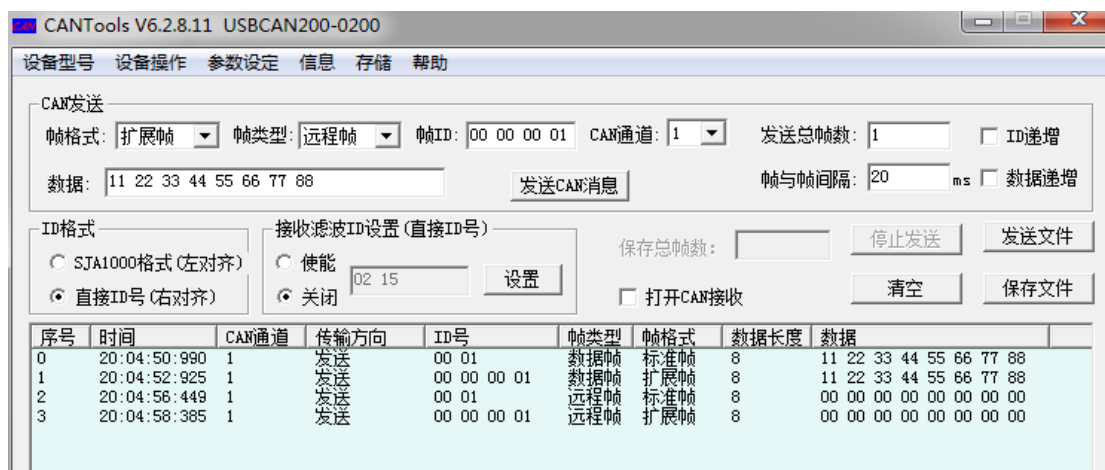 CAN CANTools V6.2.8.11 USBCAN200-0200
设备型号 设备操作 参数设定 信息 存储 帮助
CAN发送
帧格式: 扩展帧 帧类型: 远程帧 帧ID: 00 00 00 01 CAN通道: 1 发送总帧数: 1 ID递增
数据: 11 22 33 44 55 66 77 88 发送CAN消息 帧与帧间隔: 20 ms 数据递增
ID格式 接收滤波ID设置(直接ID号)
SJA1000格式(左对齐) 使能 02 15 设置 保存总帧数: 停止发送 发送文件
直接ID号(右对齐) 关闭 打开CAN接收 清空 保存文件
序号 时间 CAN通道 传输方向 ID号 帧类型 帧格式 数据长度 数据
0 20:04:50:990 1 发送 00 01 数据帧 标准帧 8 11 22 33 44 55 66 77 88
1 20:04:52:925 1 发送 00 00 00 01 数据帧 扩展帧 8 11 22 33 44 55 66 77 88
2 20:04:56:449 1 发送 00 01 远程帧 标准帧 8 00 00 00 00 00 00 00 00
3 20:04:58:385 1 发送 00 00 00 01 远程帧 扩展帧 8 00 00 00 00 00 00 00 00